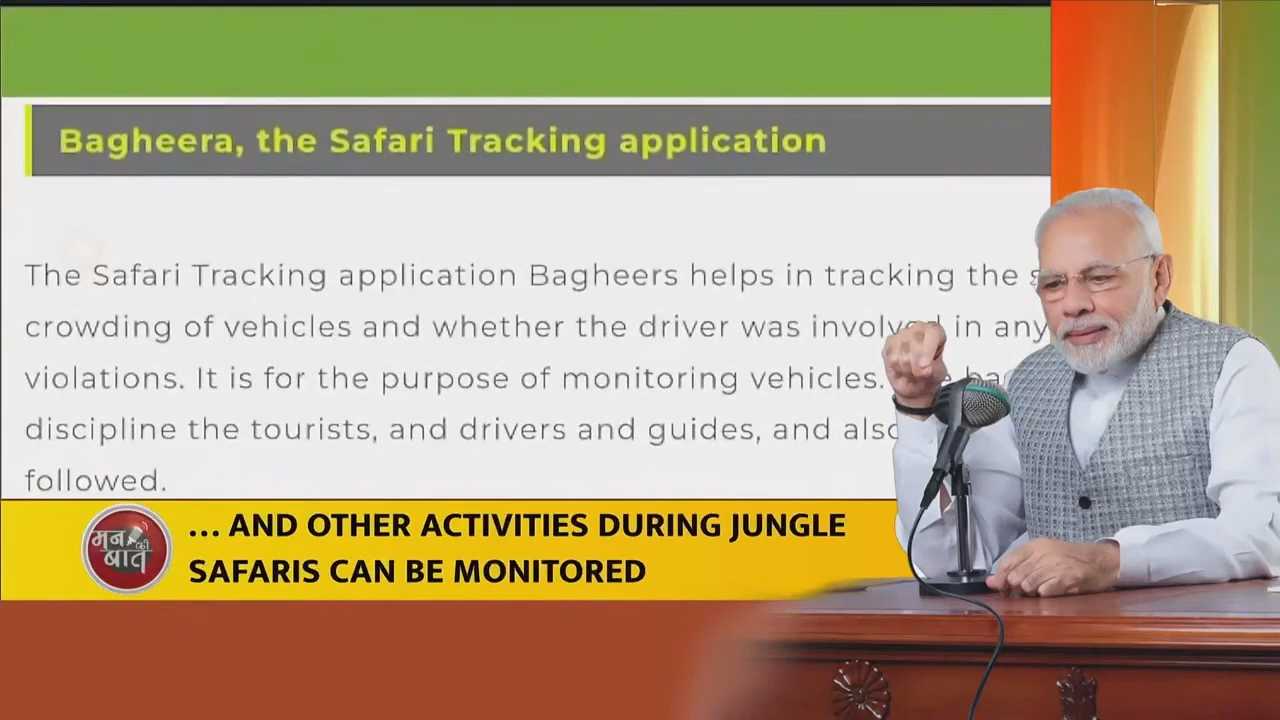 Bagheera, the Safari Tracking application
The Safari Tracking application Bagheers helps in tracking the
crowding of vehicles and whether the driver was involved in any
violations. It is for the purpose of monitoring vehicles.
discipline the tourists, and drivers and guides, and also
followed.
मन की बात
... AND OTHER ACTIVITIES DURING JUNGLE
SAFARIS CAN BE MONITORED